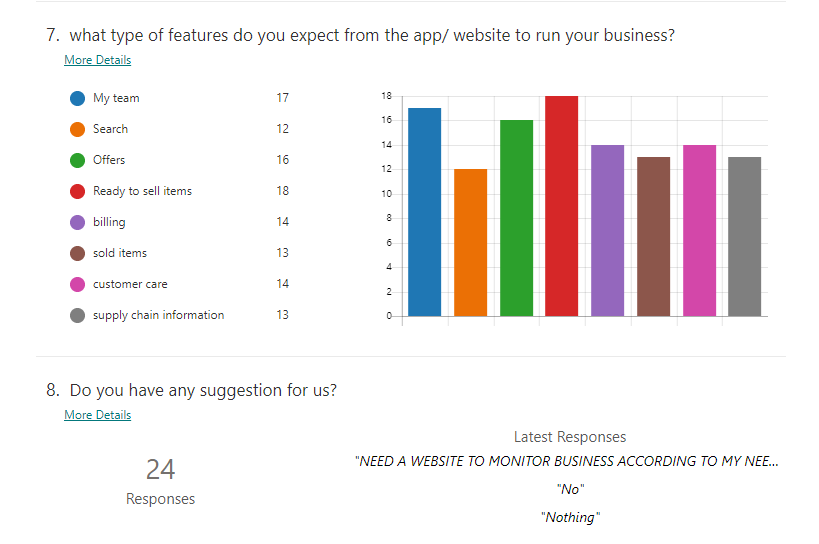 7. what type of features do you expect from the app/ website to run your business?
More Details
My team 17
Search 12
Offers 16
Ready to sell items 18
billing 14
sold items 13
customer care 14
supply chain information 13
18
16
14
12
10
8
6
4
2
0
8. Do you have any suggestion for us?
More Details
24
Responses
Latest Responses
"NEED A WEBSITE TO MONITOR BUSINESS ACCORDING TO MY NEE...
"No"
"Nothing"